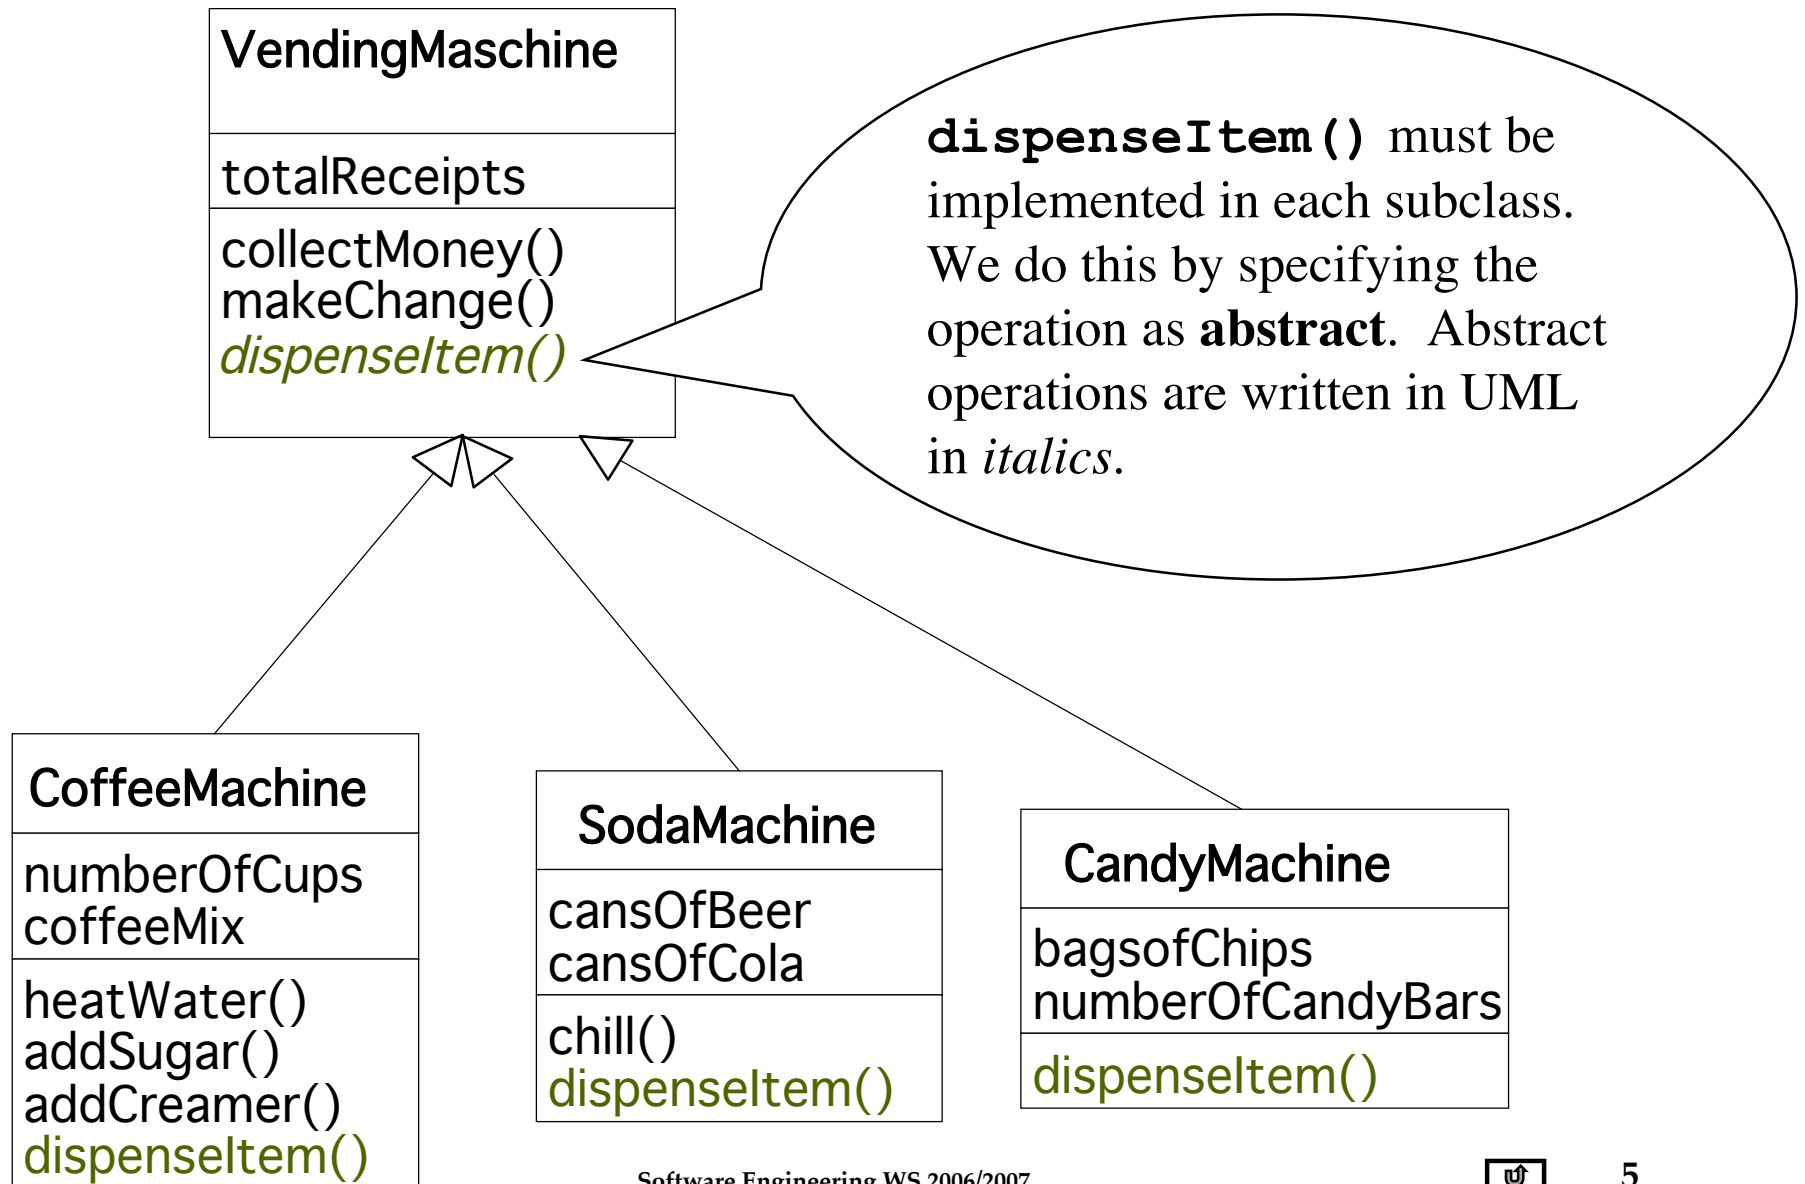 VendingMaschine
totalReceipts
collectMoney()
makeChange()
dispenseItem()
dispenseItem() must be
implemented in each subclass.
We do this by specifying the
operation as abstract. Abstract
operations are written in UML
in italics.
CoffeeMachine
numberOfCups
coffeeMix
heatWater()
addSugar()
addCreamer()
dispenseItem()
SodaMachine
cansOfBeer
cansOfCola
chill()
dispenseItem()
CandyMachine
bagsofChips
numberOfCandyBars
dispenseItem()
Software Engineering WS 2006/2007
5